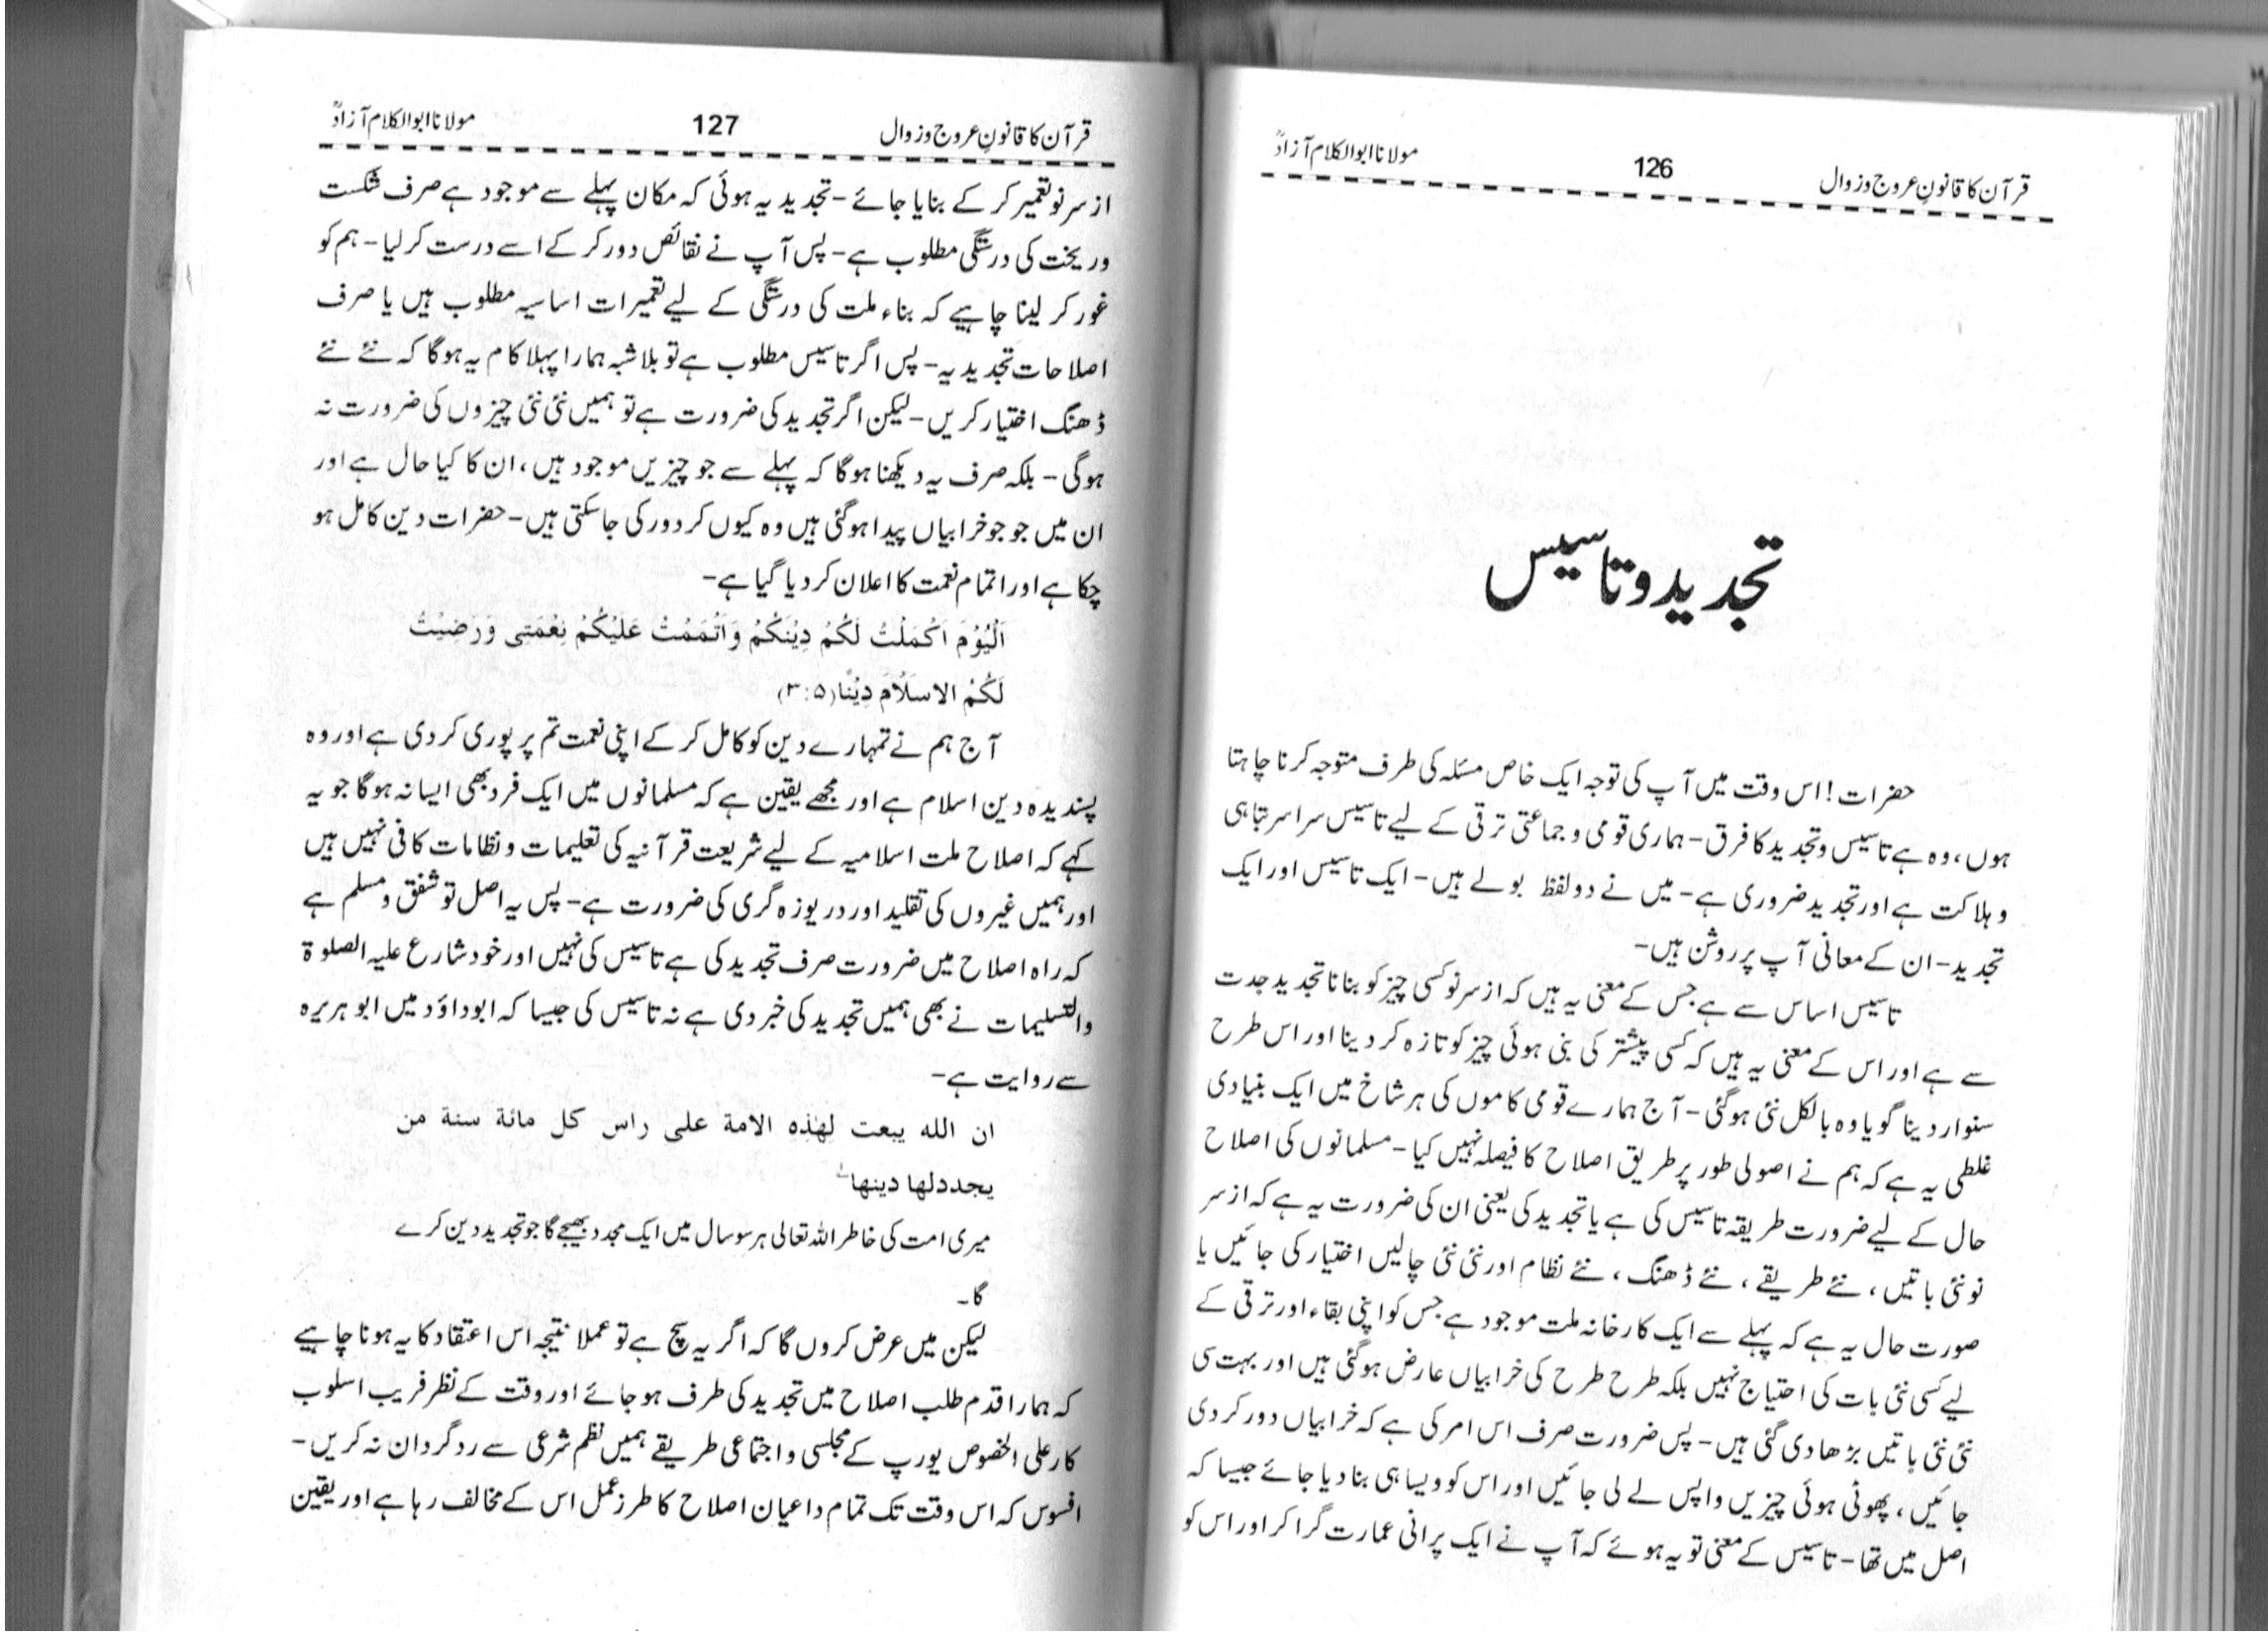 قرآن کا قانونِ عروج و زوال 126 مولانا ابوالکلام آزادؒ
تجدید و تاسیس
حضرات! اس وقت میں آپ کی توجہ ایک خاص مسئلہ کی طرف متوجہ کرنا چاہتا
ہوں، وہ ہے تاسیس و تجدید کا فرق۔ ہماری قومی و جماعتی ترقی کے لیے تاسیس سراسر تباہی
و ہلاکت ہے اور تجدید ضروری ہے۔ میں نے دو لفظ بولے ہیں۔ ایک تاسیس اور ایک
تجدید۔ ان کے معانی آپ پر روشن ہیں۔
تاسیس اساس سے ہے جس کے معنی یہ ہیں کہ از سر نو کسی چیز کو بنانا تجدید جدت
سے ہے اور اس کے معنی یہ ہیں کہ کسی پیشتر کی بنی ہوئی چیز کو تازہ کر دینا اور اس طرح
سنوار دینا گویا وہ بالکل نئی ہوگئی۔ آج ہمارے قومی کاموں کی ہر شاخ میں ایک بنیادی
غلطی یہ ہے کہ ہم نے اصولی طور پر طریق اصلاح کا فیصلہ نہیں کیا۔ مسلمانوں کی اصلاح
حال کے لیے ضرورت طریقہ تاسیس کی ہے یا تجدید کی یعنی ان کی ضرورت یہ ہے کہ از سر
نو نئی باتیں، نئے طریقے، نئے ڈھنگ، نئے نظام اور نئی نئی چالیں اختیار کی جائیں یا
صورت حال یہ ہے کہ پہلے سے ایک کارخانہ ملت موجود ہے جس کو اپنی بقاء اور ترقی کے
لیے کسی نئی بات کی احتیاج نہیں بلکہ طرح طرح کی خرابیاں عارض ہوگئی ہیں اور بہت سی
نئی نئی باتیں بڑھا دی گئی ہیں۔ پس ضرورت صرف اس امر کی ہے کہ خرابیاں دور کر دی
جائیں، پھوٹی ہوئی چیزیں واپس لے لی جائیں اور اس کو ویسا ہی بنا دیا جائے جیسا کہ
اصل میں تھا۔ تاسیس کے معنی تو یہ ہوئے کہ آپ نے ایک پرانی عمارت گرا کر اور اس کو
قرآن کا قانونِ عروج و زوال 127 مولانا ابوالکلام آزادؒ
از سر نو تعمیر کر کے بنایا جائے۔ تجدید یہ ہوئی کہ مکان پہلے سے موجود ہے صرف شکست
و ریخت کی درستگی مطلوب ہے۔ پس آپ نے نقائص دور کر کے اسے درست کر لیا۔ ہم کو
غور کر لینا چاہیے کہ بناء ملت کی درستگی کے لیے تعمیرات اساسیہ مطلوب ہیں یا صرف
اصلاحات تجدیدیہ۔ پس اگر تاسیس مطلوب ہے تو بلاشبہ ہمارا پہلا کام یہ ہوگا کہ نئے نئے
ڈھنگ اختیار کریں۔ لیکن اگر تجدید کی ضرورت ہے تو ہمیں نئی نئی چیزوں کی ضرورت نہ
ہوگی۔ بلکہ صرف یہ دیکھنا ہوگا کہ پہلے سے جو چیزیں موجود ہیں، ان کا کیا حال ہے اور
ان میں جو جو خرابیاں پیدا ہوگئی ہیں وہ کیوں کر دور کی جاسکتی ہیں۔ حضرات دین کامل ہو
چکا ہے اور اتمام نعمت کا اعلان کر دیا گیا ہے۔
اَلْیَوْمَ اَکْمَلْتُ لَکُمْ دِیْنَکُمْ وَاَتْمَمْتُ عَلَیْکُمْ نِعْمَتِی وَرَضِیْتُ
لَکُمُ الاسلَامَ دِیْنًا (۳:۵)
آج ہم نے تمہارے دین کو کامل کر کے اپنی نعمت تم پر پوری کر دی ہے اور وہ
پسندیدہ دین اسلام ہے اور مجھے یقین ہے کہ مسلمانوں میں ایک فرد بھی ایسا نہ ہوگا جو یہ
کہے کہ اصلاح ملت اسلامیہ کے لیے شریعت قرآنیہ کی تعلیمات و نظامات کافی نہیں ہیں
اور ہمیں غیروں کی تقلید اور دریوزہ گری کی ضرورت ہے۔ پس یہ اصل تو متفق و مسلم ہے
کہ راہ اصلاح میں ضرورت صرف تجدید کی ہے تاسیس کی نہیں اور خود شارع علیہ الصلوۃ
والتسلیمات نے بھی ہمیں تجدید کی خبر دی ہے نہ تاسیس کی جیسا کہ ابوداؤد میں ابو ہریرہ
سے روایت ہے۔
ان الله یبعت لهٰذه الامة علی راس کل مائة سنة من
یجددلها دینها
میری امت کی خاطر اللہ تعالی ہر سو سال میں ایک مجدد بھیجے گا جو تجدید دین کرے
گا۔
لیکن میں عرض کروں گا کہ اگر یہ سچ ہے تو عملا نتیجہ اس اعتقاد کا یہ ہونا چاہیے
کہ ہمارا قدم طلب اصلاح میں تجدید کی طرف ہو جائے اور وقت کے نظر فریب اسلوب
کار علی الخصوص یورپ کے مجلسی و اجتماعی طریقے ہمیں نظم شرعی سے ردگردان نہ کریں۔
افسوس کہ اس وقت تک تمام داعیان اصلاح کا طرز عمل اس کے مخالف رہا ہے اور یقین